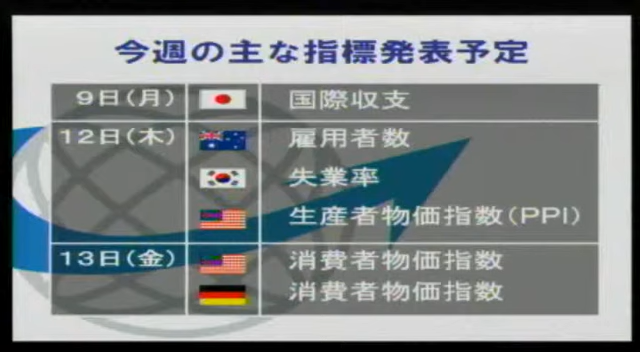 今週の主な指標発表予定
9日(月) 国際収支
12日(木) 雇用者数
失業率
生産者物価指数(PPI)
13日(金) 消費者物価指数
消費者物価指数